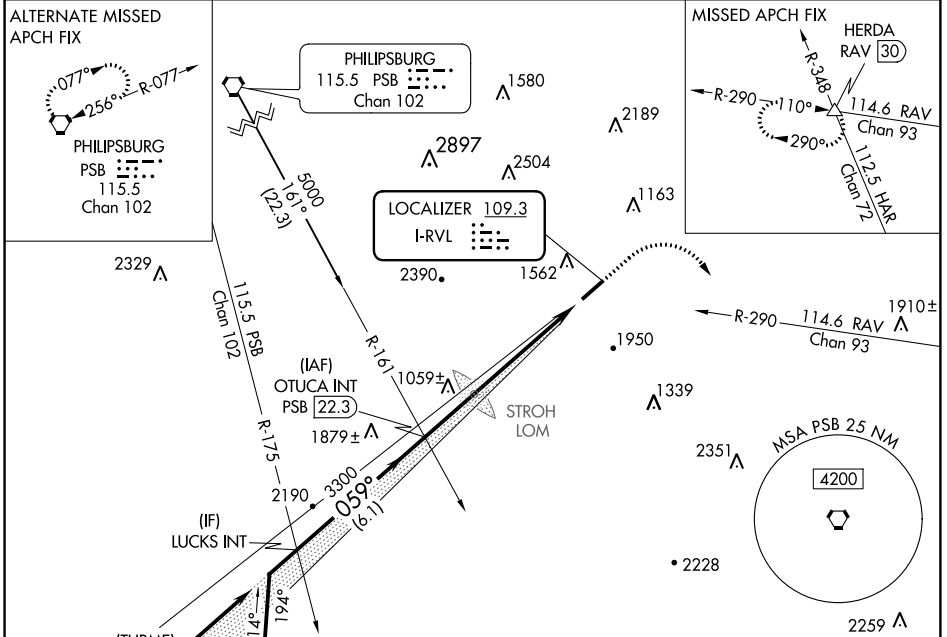 ALTERNATE MISSED
APCH FIX
077°
256°
R-077
PHILIPSBURG
PSB
115.5
Chan 102
PHILIPSBURG
115.5 PSB
Chan 102
1580
2189
2897
2504
1163
5000
161°
(22.3)
LOCALIZER 109.3
I-RVL
MISSED APCH FIX
HERDA
RAV 30
R-348
R-290
110°
290°
114.6 RAV
Chan 93
112.5 HAR
Chan 72
2329
2390
1562
115.5 PSB
Chan 102
R-161
R-290
114.6 RAV
Chan 93
1910±
1950
(IAF)
OTUCA INT
PSB 22.3
1059±
1339
STROH
LOM
1879±
R-175
2351
MSA PSB 25 NM
4200
2190
3300
059°
(6.1)
(IF)
LUCKS INT
2228
14°
194°
2259